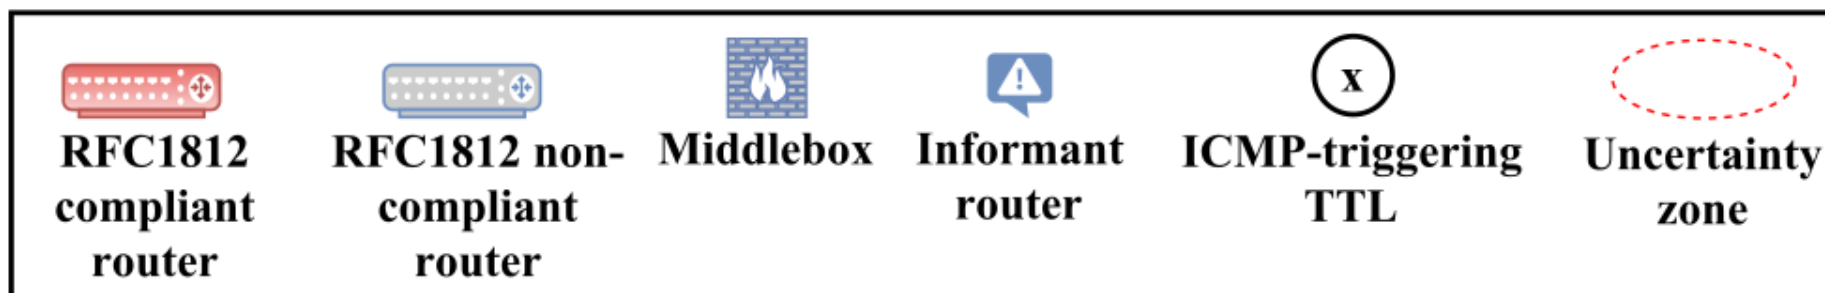 x
RFC1812
compliant
router
RFC1812 non-
compliant
router
Middlebox
Informant
router
ICMP-triggering
TTL
Uncertainty
zone